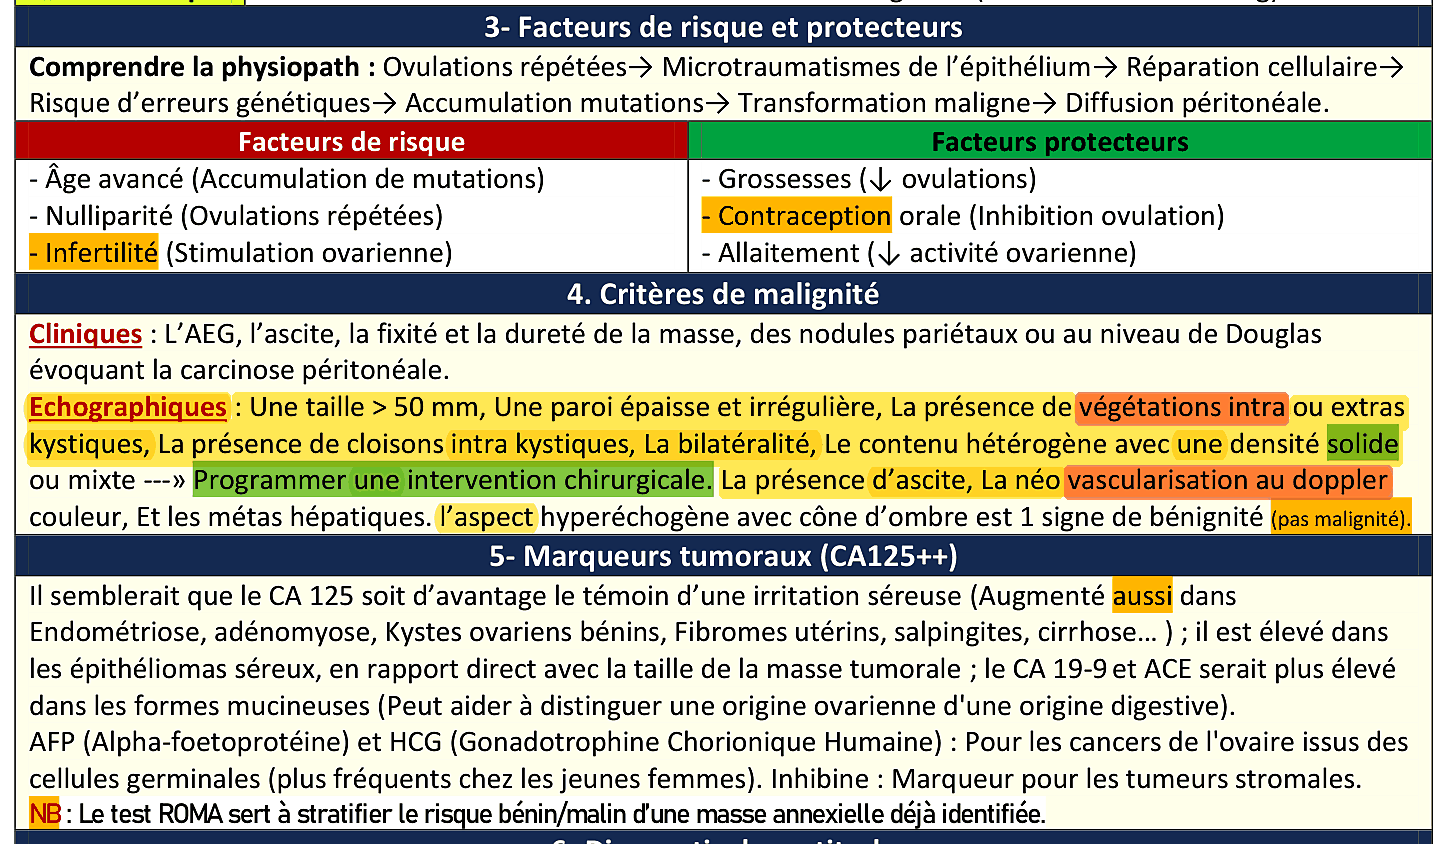 3- Facteurs de risque et protecteurs
Comprendre la physiopath : Ovulations répétées→ Microtraumatismes de l’épithélium→ Réparation cellulaire→
Risque d’erreurs génétiques→ Accumulation mutations→ Transformation maligne→ Diffusion péritonéale.
Facteurs de risque
- Âge avancé (Accumulation de mutations)
- Nulliparité (Ovulations répétées)
- Infertilité (Stimulation ovarienne)
Facteurs protecteurs
- Grossesses (↓ ovulations)
- Contraception orale (Inhibition ovulation)
- Allaitement (↓ activité ovarienne)
4. Critères de malignité
Cliniques : L’AEG, l’ascite, la fixité et la dureté de la masse, des nodules pariétaux ou au niveau de Douglas
évoquant la carcinose péritonéale.
Echographiques : Une taille > 50 mm, Une paroi épaisse et irrégulière, La présence de végétations intra ou extras
kystiques, La présence de cloisons intra kystiques, La bilatéralité, Le contenu hétérogène avec une densité solide
ou mixte ---» Programmer une intervention chirurgicale. La présence d’ascite, La néo vascularisation au doppler
couleur, Et les métas hépatiques. l’aspect hyperéchogène avec cône d’ombre est 1 signe de bénignité (pas malignité).
5- Marqueurs tumoraux (CA125++)
Il semblerait que le CA 125 soit d’avantage le témoin d’une irritation séreuse (Augmenté aussi dans
Endométriose, adénomyose, Kystes ovariens bénins, Fibromes utérins, salpingites, cirrhose… ) ; il est élevé dans
les épithéliomas séreux, en rapport direct avec la taille de la masse tumorale ; le CA 19-9 et ACE serait plus élevé
dans les formes mucineuses (Peut aider à distinguer une origine ovarienne d'une origine digestive).
AFP (Alpha-foetoprotéine) et HCG (Gonadotrophine Chorionique Humaine) : Pour les cancers de l'ovaire issus des
cellules germinales (plus fréquents chez les jeunes femmes). Inhibine : Marqueur pour les tumeurs stromales.
NB : Le test ROMA sert à stratifier le risque bénin/malin d’une masse annexielle déjà identifiée.